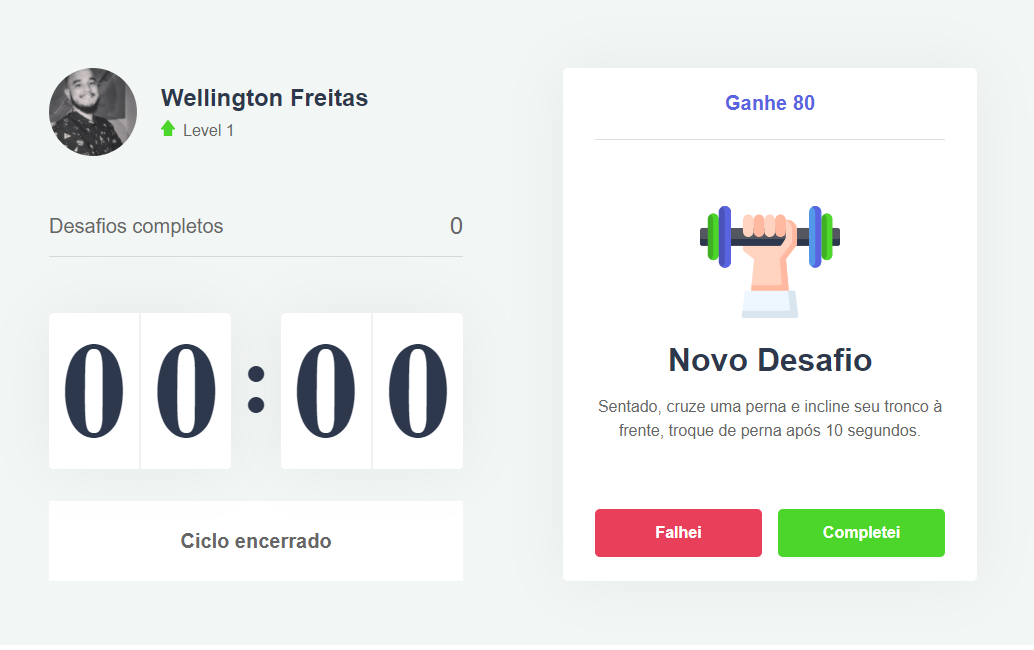 Wellington Freitas
Level 1
Desafios completos 0
00:00
Ciclo encerrado
Ganhe 80
Novo Desafio
Sentado, cruze uma perna e incline seu tronco à
frente, troque de perna após 10 segundos.
Falhei Completei